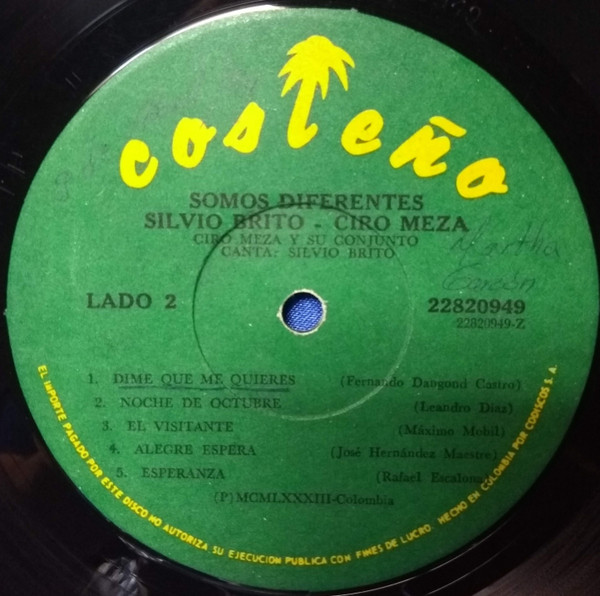 costeño
SOMOS DIFERENTES
SILVIO BRITO - CIRO MEZA
CIRO MEZA Y SU CONJUNTO
CANTA: SILVIO BRITO
Martha
Garzón
LADO 2
22820949
22820949-Z
1. DIME QUE ME QUIERES (Fernando Dangond Castro)
2. NOCHE DE OCTUBRE (Leandro Díaz)
3. EL VISITANTE (Máximo Mobil)
4. ALEGRE ESPERA (José Hernández Maestre)
5. ESPERANZA (Rafael Escalona)
(P)MCMLXXXIII-Colombia
EL IMPORTE PAGADO POR ESTE DISCO NO AUTORIZA SU EJECUCION PUBLICA CON FINES DE LUCRO. HECHO EN COLOMBIA POR CODISCOS S.A.